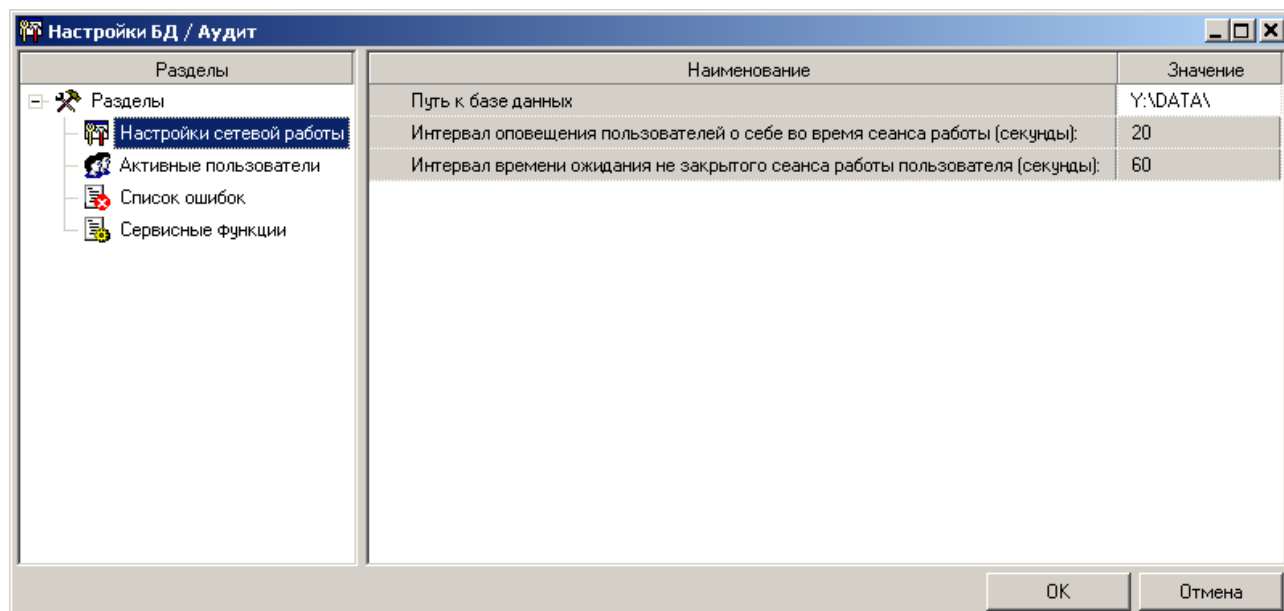 Настройки БД / Аудит
Разделы
Наименование
Значение
Разделы
Настройки сетевой работы
Активные пользователи
Список ошибок
Сервисные функции
Путь к базе данных
Y:\DATA\
Интервал оповещения пользователей о себе во время сеанса работы (секунды):
20
Интервал времени ожидания не закрытого сеанса работы пользователя (секунды):
60
OK
Отмена